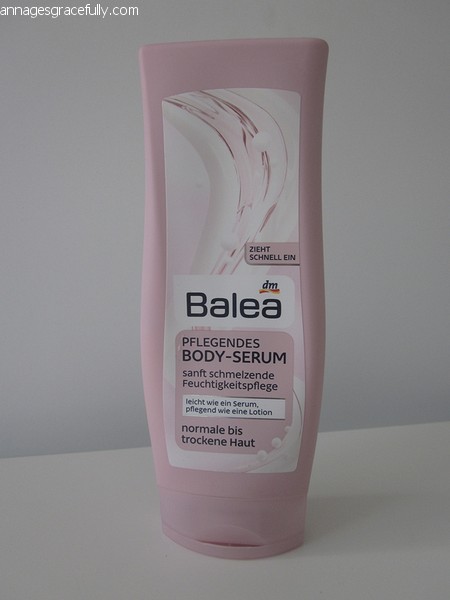 annagesgracefully.com
ZIEHT
SCHNELL EIN
dm
Balea
PFLEGENDES
BODY-SERUM
sanft schmelzende
Feuchtigkeitspflege
leicht wie ein Serum,
pflegend wie eine Lotion
normale bis
trockene Haut